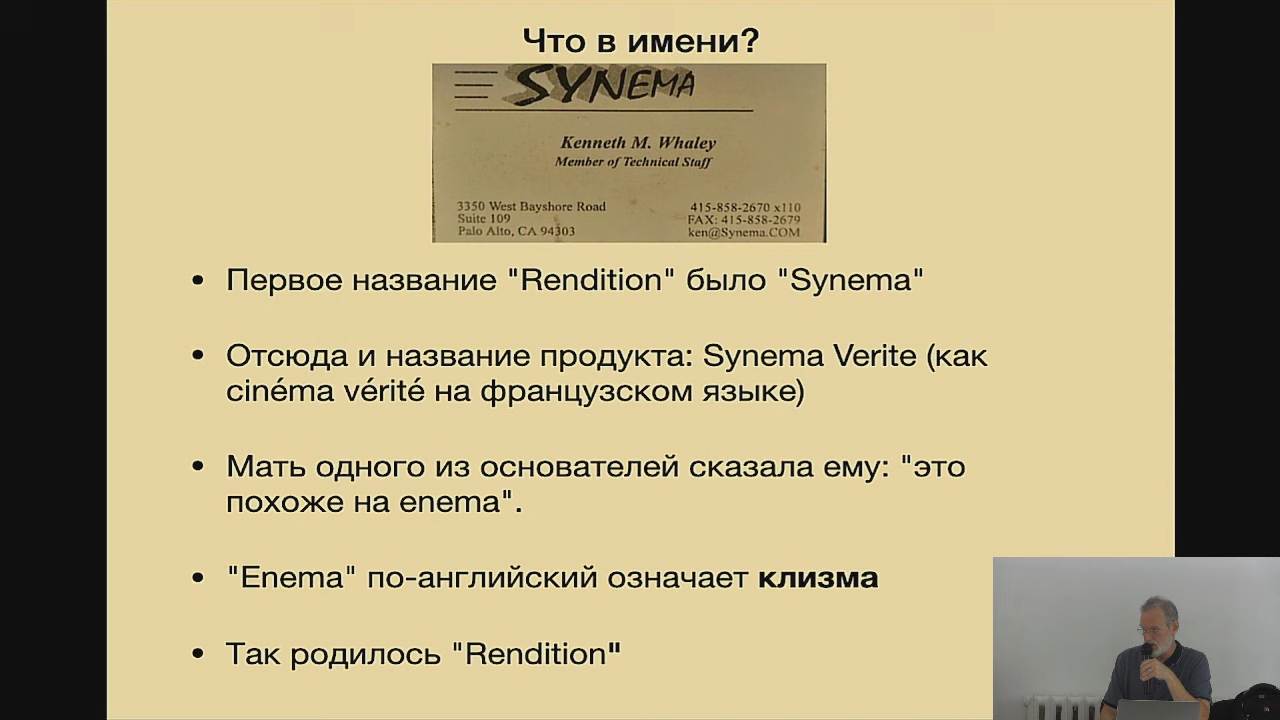 Что в имени?
SYNEMA
Kenneth M. Whaley
Member of Technical Staff
3350 West Bayshore Road
Suite 109
Palo Alto, CA 94303
415-858-2670 x110
FAX: 415-858-2679
ken@Synema.COM
• Первое название "Rendition" было "Synema"
• Отсюда и название продукта: Synema Verite (как
cinéma vérité на французском языке)
• Мать одного из основателей сказала ему: "это
похоже на enema".
• "Enema" по-английский означает клизма
• Так родилось "Rendition"